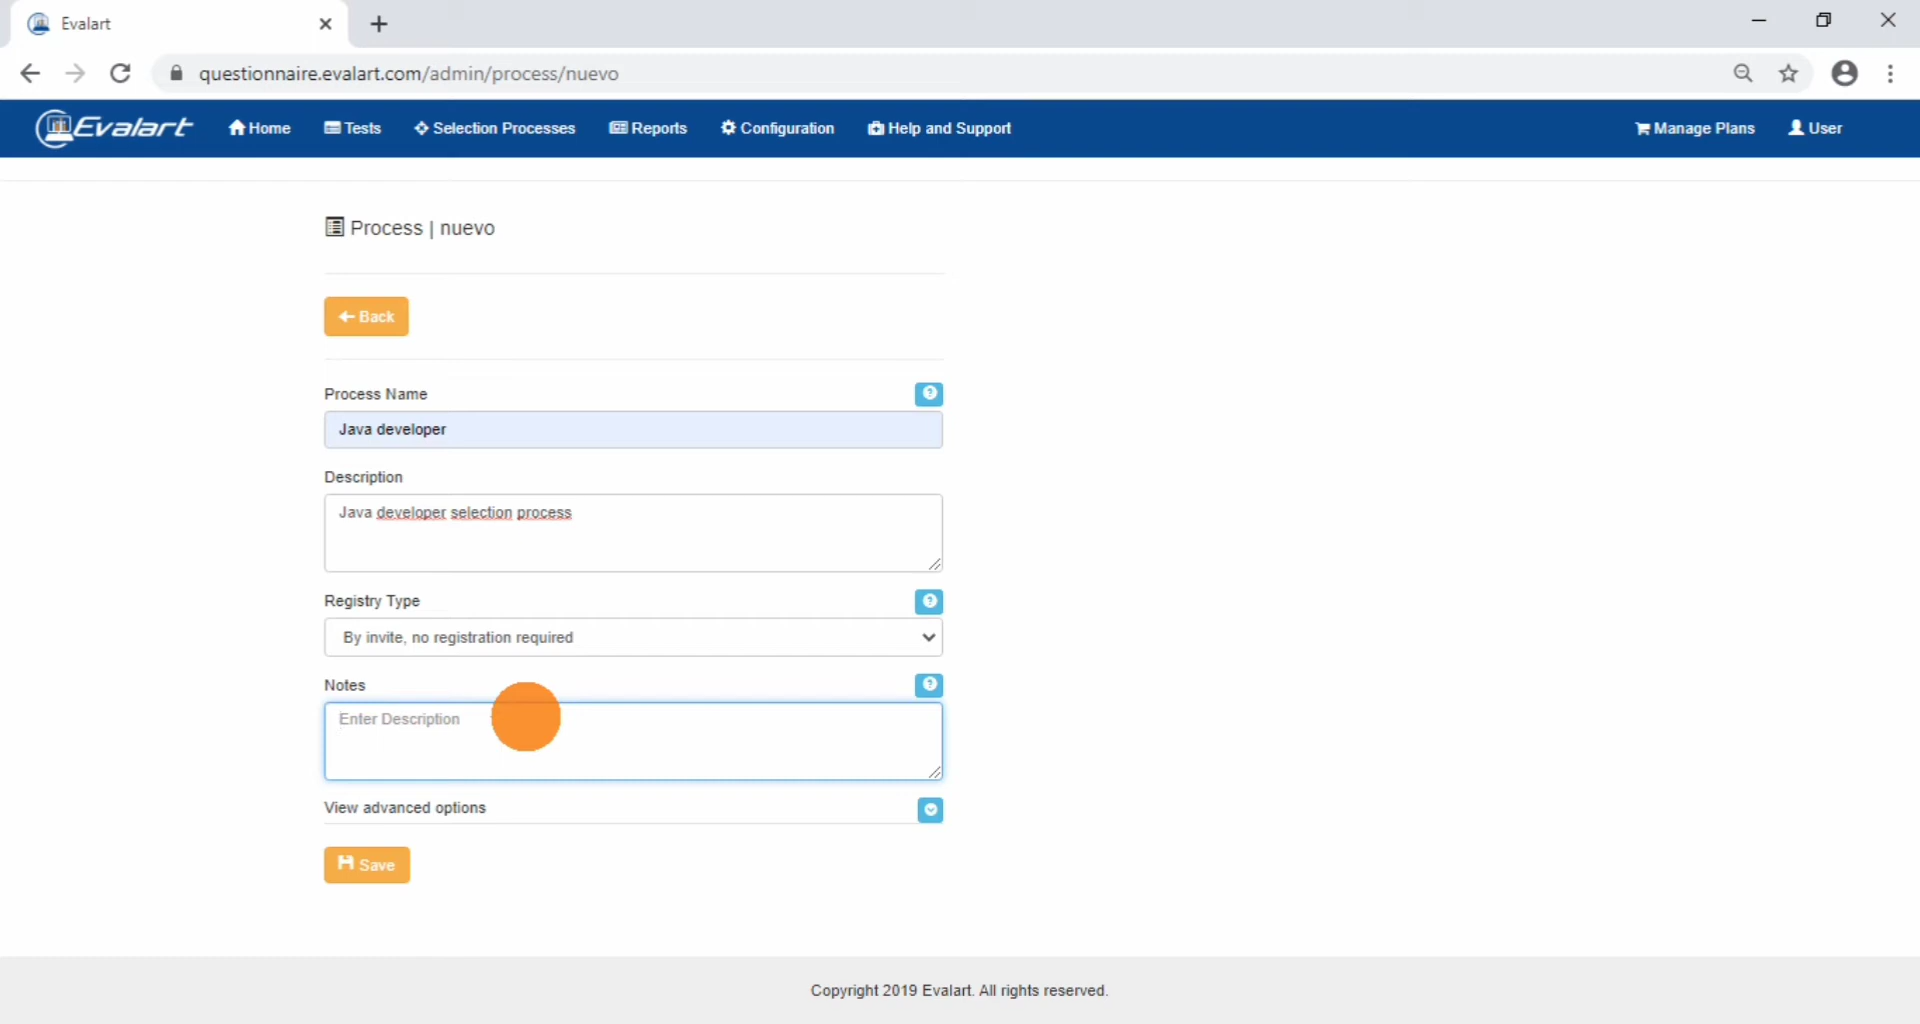 Evalart
questionnaire.evalart.com/admin/process/nuevo
Evalart Home Tests Selection Processes Reports Configuration Help and Support Manage Plans User
Process | nuevo
Back
Process Name
Java developer
Description
Java developer selection process
Registry Type
By invite, no registration required
Notes
Enter Description
View advanced options
Save
Copyright 2019 Evalart. All rights reserved.